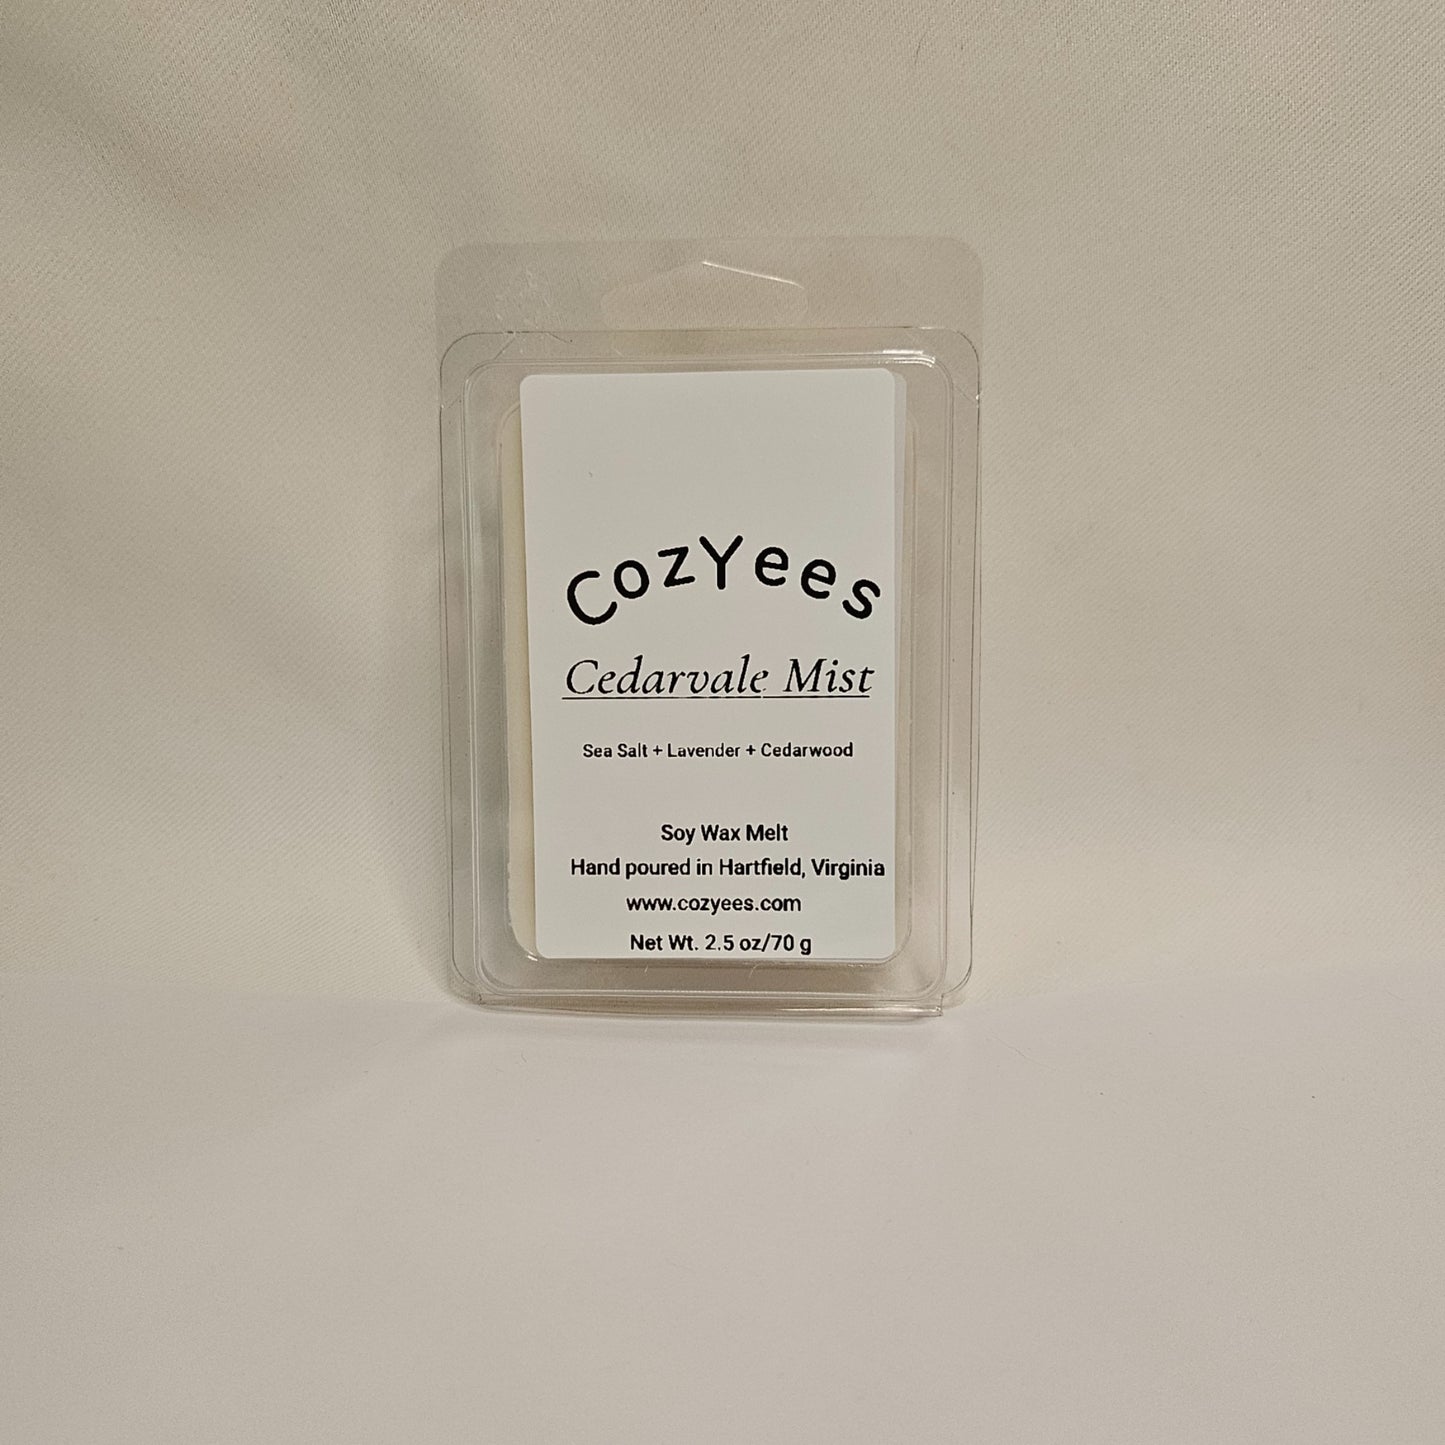 CozYees
Cedarvale Mist
Sea Salt + Lavender + Cedarwood
Soy Wax Melt
Hand poured in Hartfield, Virginia
www.cozyees.com
Net Wt. 2.5 oz/70 g